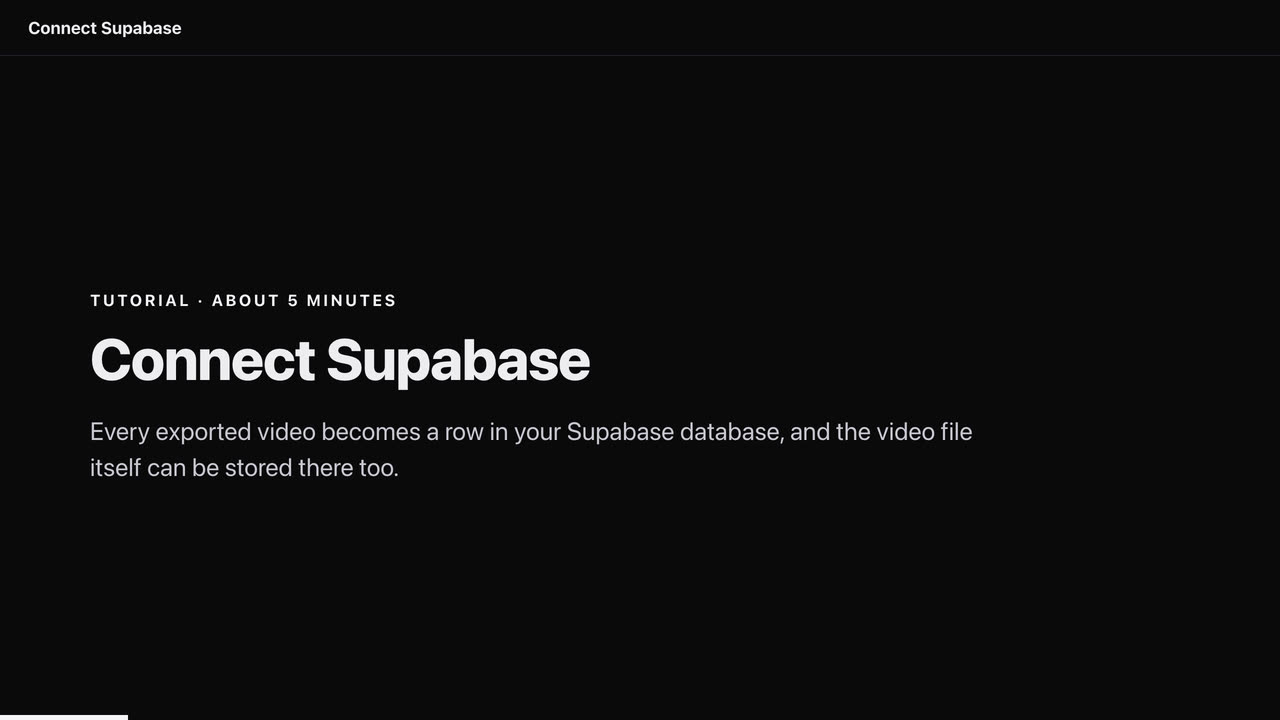 Connect Supabase
TUTORIAL · ABOUT 5 MINUTES
Connect Supabase
Every exported video becomes a row in your Supabase database, and the video file
itself can be stored there too.